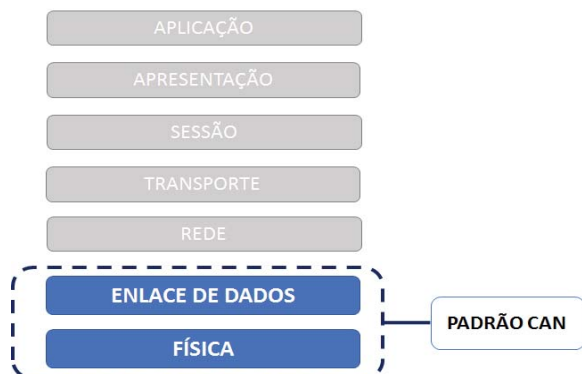 APLICAÇÃO
APRESENTAÇÃO
SESSÃO
TRANSPORTE
REDE
ENLACE DE DADOS
FÍSICA
PADRÃO CAN